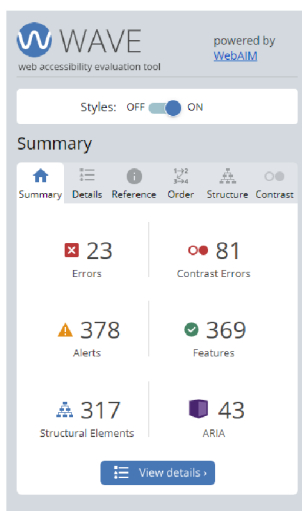 WAVE
web accessibility evaluation tool
powered by
WebAIM
Styles: OFF ON
Summary
Summary Details Reference Order Structure Contrast
23
Errors
81
Contrast Errors
378
Alerts
369
Features
317
Structural Elements
43
ARIA
View details ›